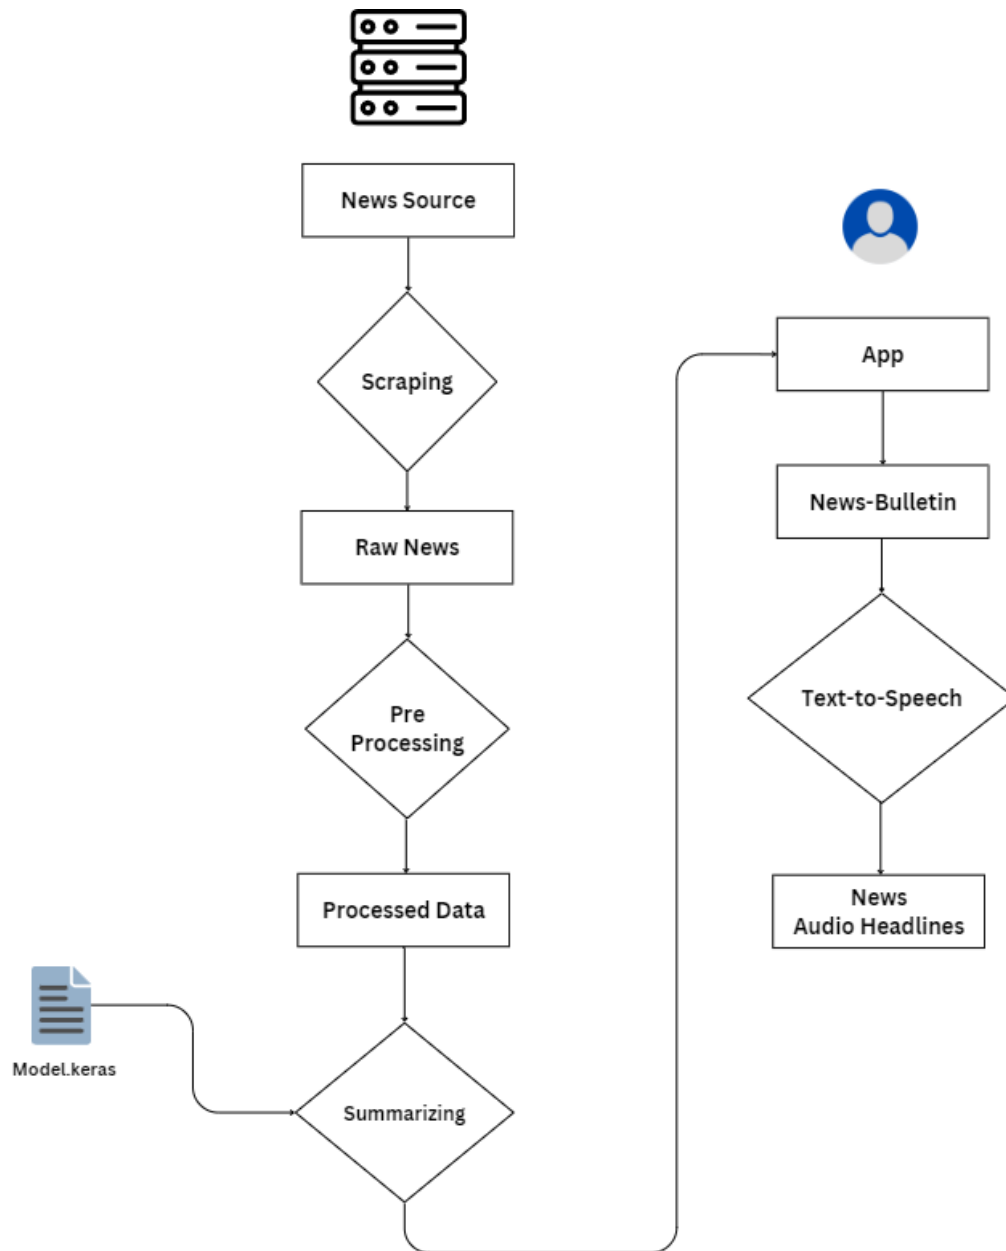 News Source
Scraping
Raw News
Pre
Processing
Processed Data
Model.keras
Summarizing
App
News-Bulletin
Text-to-Speech
News
Audio Headlines